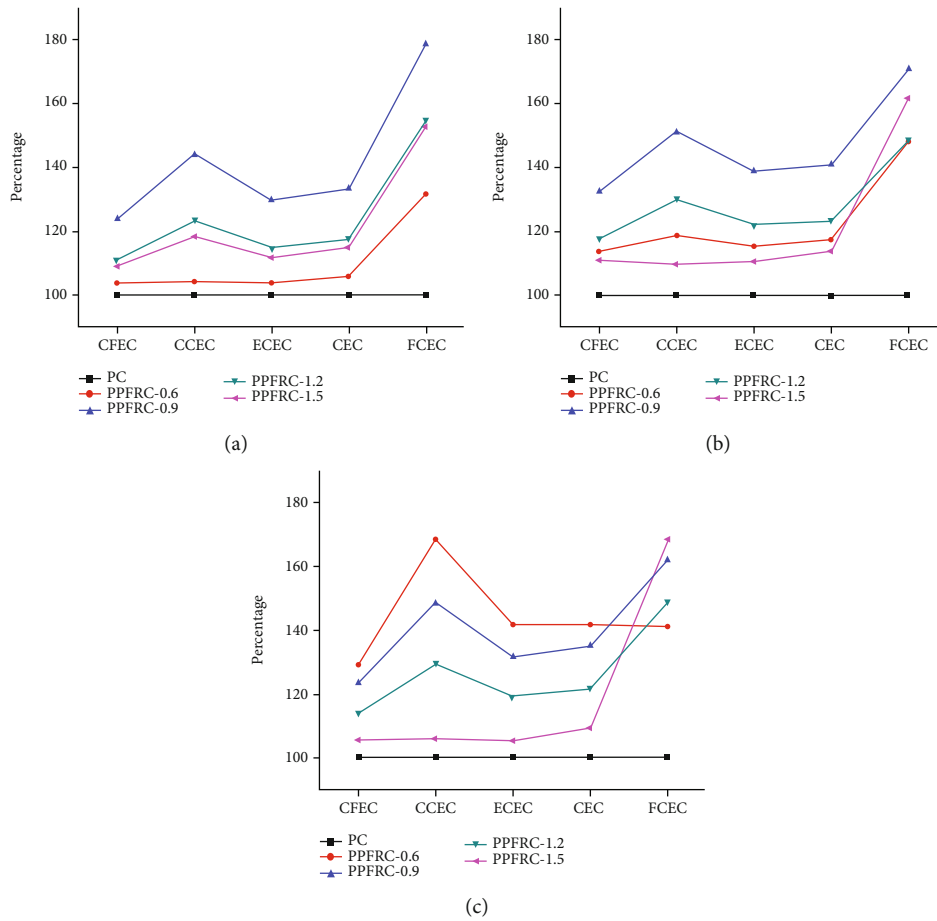 180
160
140
120
100
Percentage
CFEC CCEC ECEC CEC FCEC
PC
PPFRC-0.6
PPFRC-0.9
PPFRC-1.2
PPFRC-1.5
(a)
180
160
140
120
100
Percentage
CFEC CCEC ECEC CEC FCEC
PC
PPFRC-0.6
PPFRC-0.9
PPFRC-1.2
PPFRC-1.5
(b)
180
160
140
120
100
Percentage
CFEC CCEC ECEC CEC FCEC
PC
PPFRC-0.6
PPFRC-0.9
PPFRC-1.2
PPFRC-1.5
(c)